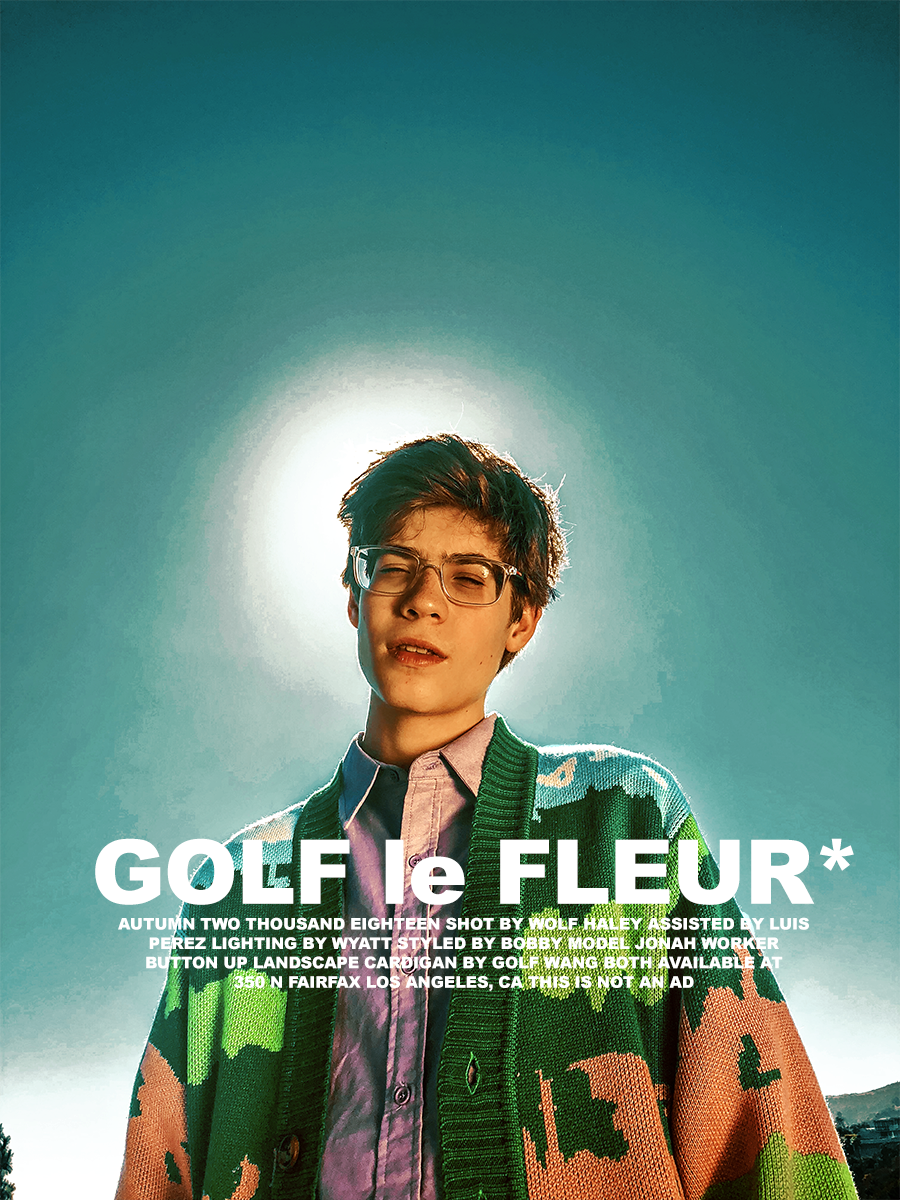 GOLF le FLEUR*
AUTUMN TWO THOUSAND EIGHTEEN SHOT BY WOLF HALEY ASSISTED BY LUIS
PEREZ LIGHTING BY WYATT STYLED BY BOBBY MODEL JONAH WORKER
BUTTON UP LANDSCAPE CARDIGAN BY GOLF WANG BOTH AVAILABLE AT
350 N FAIRFAX LOS ANGELES, CA THIS IS NOT AN AD